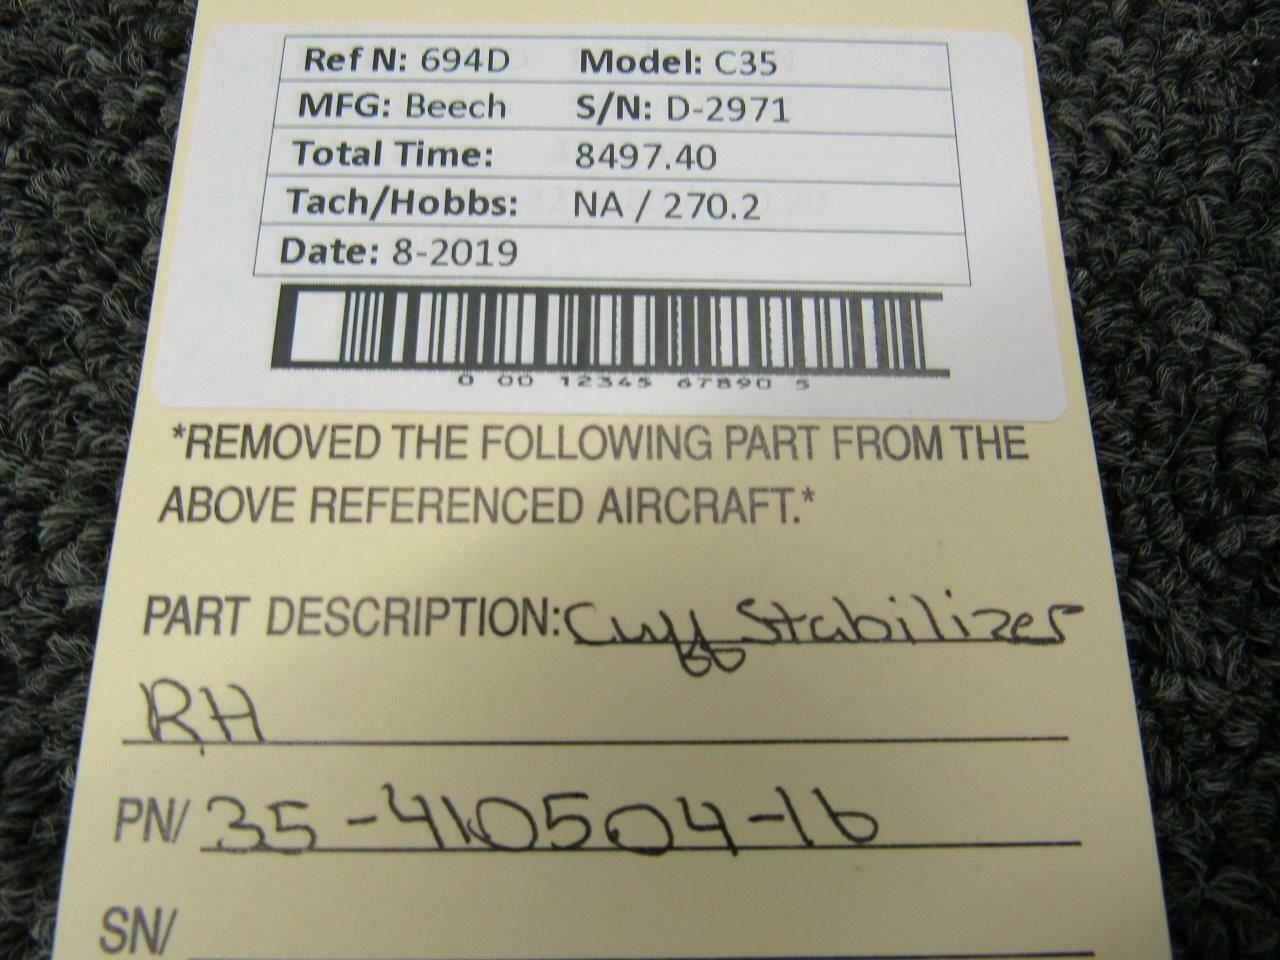 Ref N: 694D Model: C35
MFG: Beech S/N: D-2971
Total Time: 8497.40
Tach/Hobbs: NA / 270.2
Date: 8-2019
0 00 12345 67890 5
*REMOVED THE FOLLOWING PART FROM THE
ABOVE REFERENCED AIRCRAFT.*
PART DESCRIPTION: Cuff Stabilizer
RH
PN/ 35-410504-16
SN/